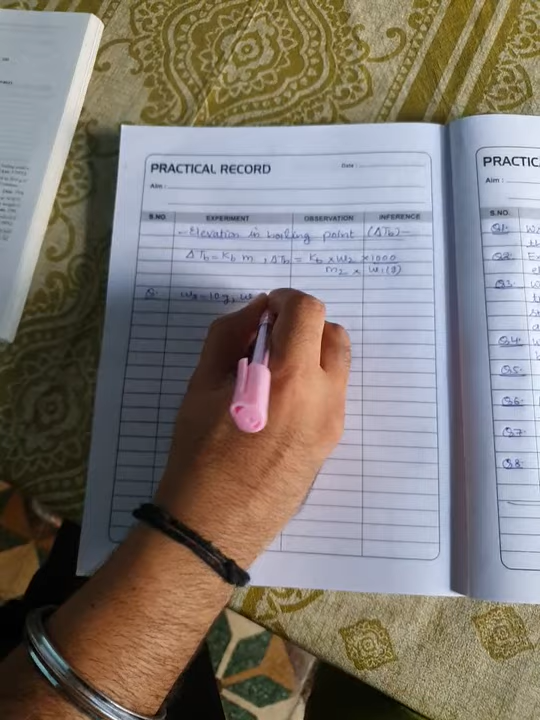 PRACTICAL RECORD
Date :
Aim :
S.NO.
EXPERIMENT
OBSERVATION
INFERENCE
- Elevation in boiling point (ΔTb) -
ΔTb = Kb m , ΔTb = Kb × w2 × 1000
m2 × w1(g)
Q. w2 = 10 g, w
PRACTIC
Aim :
S.NO.
Q1-
Q2- E
Q3-
Q4-
Q5-
Q6-
Q7-
Q8-